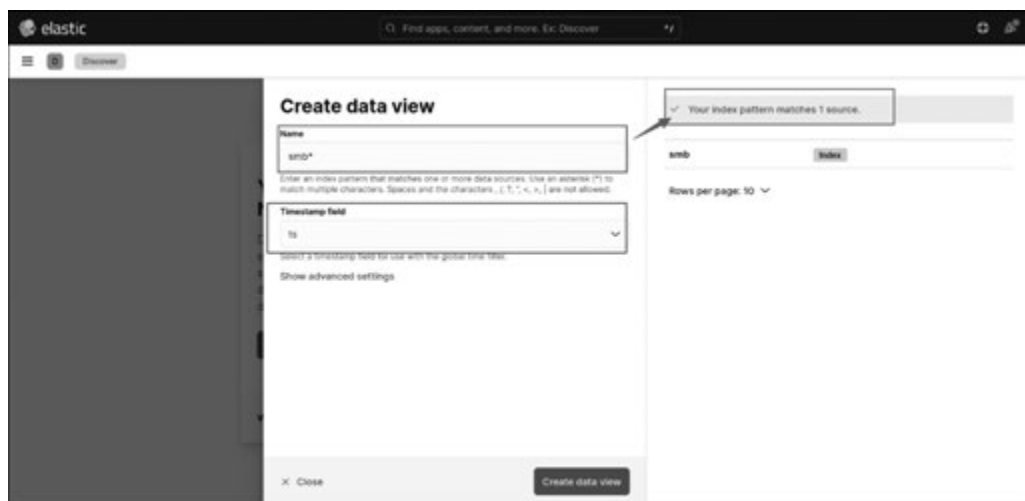 elastic
Find apps, content, and more. Ex: Discover
D
Discover
Create data view
Name
smb*
Enter an index pattern that matches one or more data sources. Use an asterisk (*) to
match multiple characters. Spaces and the characters , /, ?, ", <, >, | are not allowed.
Timestamp field
ts
Select a timestamp field for use with the global time filter.
Show advanced settings
Close
Create data view
Your index pattern matches 1 source.
smb
Index
Rows per page: 10